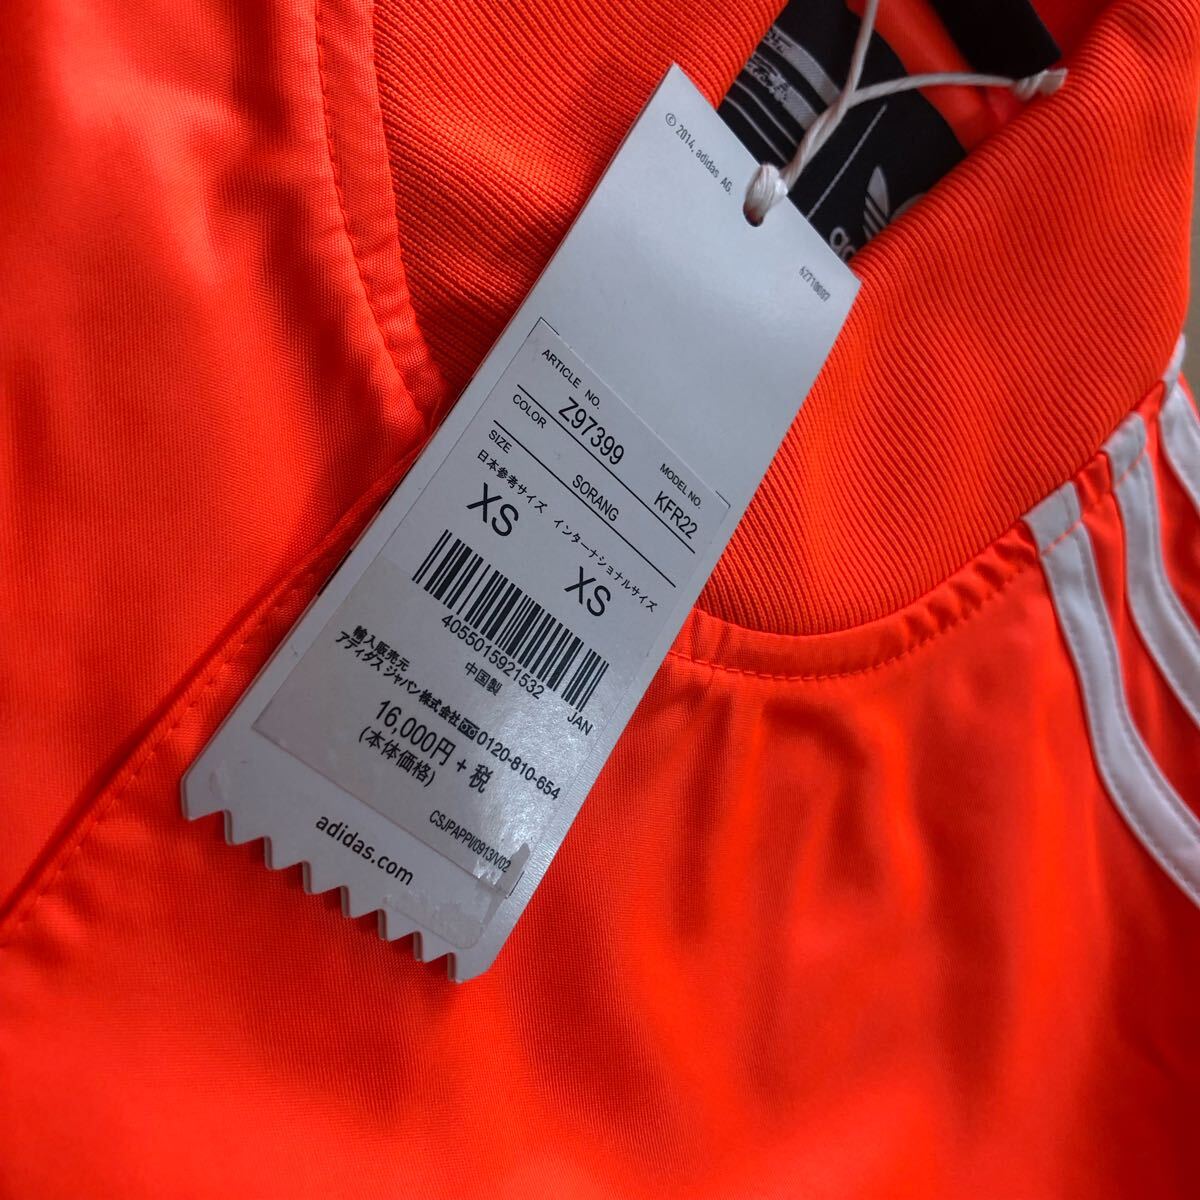 © 2014. adidas AG.
62710007
ARTICLE NO.
MODEL NO.
Z97399
KFR22
COLOR
SORANG
SIZE
日本参考サイズ インターナショナルサイズ
XS
XS
4055015921532
JAN
中国製
輸入販売元
アディダス ジャパン株式会社 0120-810-654
16,000円 + 税
(本体価格)
CSJPAPPI/0913/V02
adidas.com